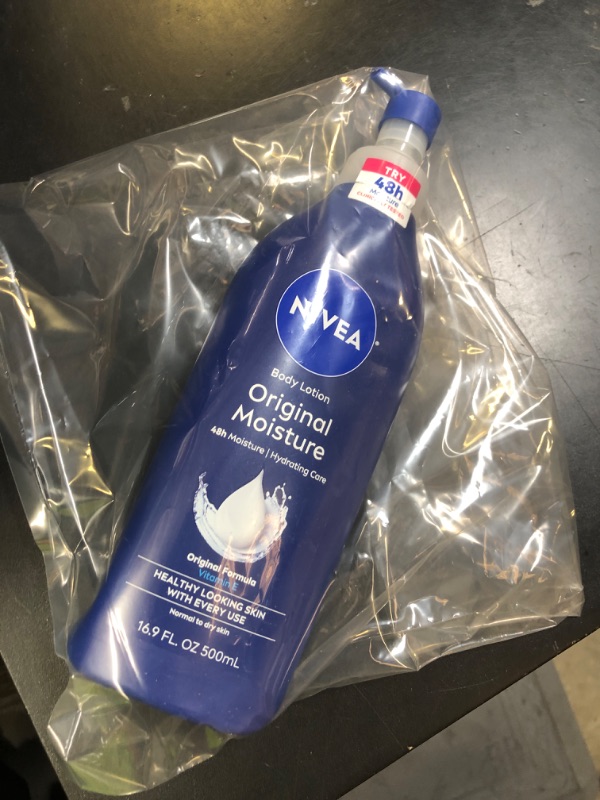 TRY
48h
NIVEA
Body Lotion
Original
Moisture
48h Moisture | Hydrating Care
Original Formula
Vitamin E
HEALTHY LOOKING SKIN
WITH EVERY USE
Normal to dry skin
16.9 FL. OZ 500mL